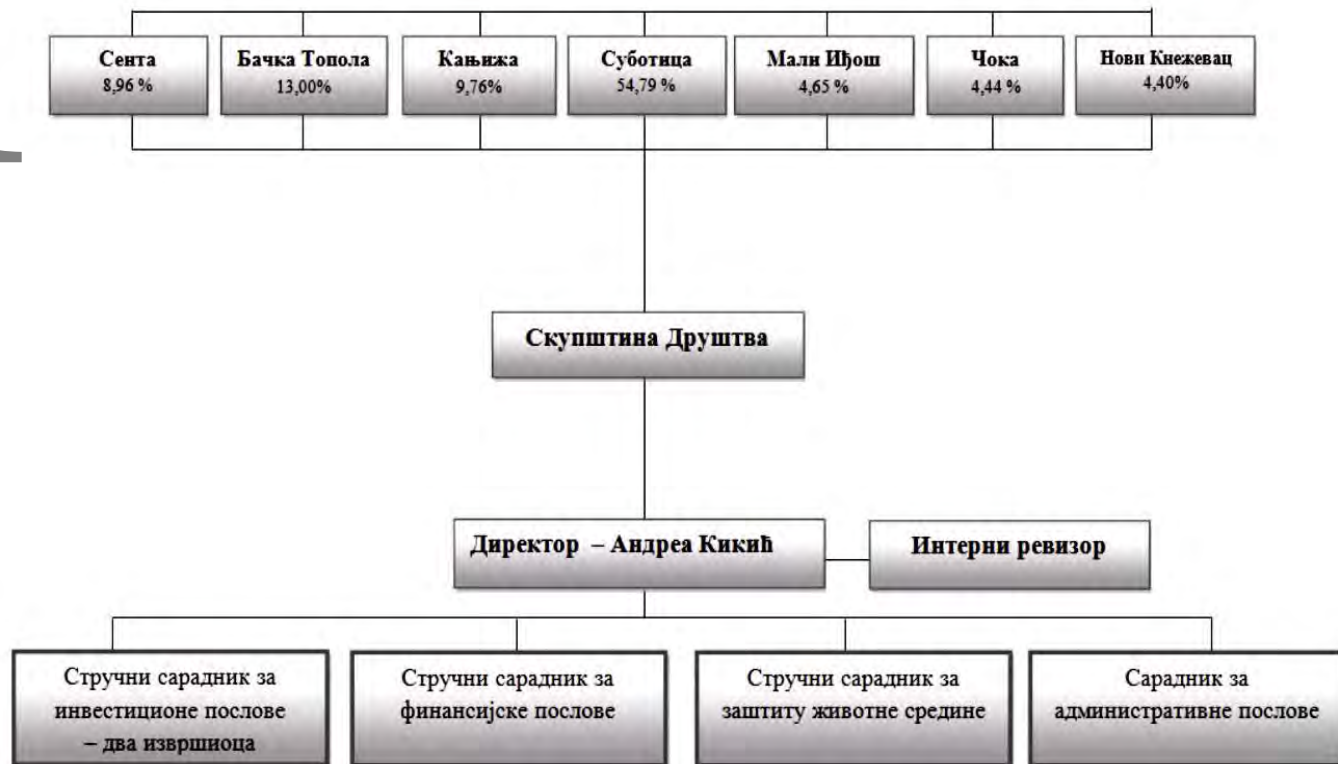 Сента
8,96 %
Бачка Топола
13,00%
Кањижа
9,76%
Суботица
54,79 %
Мали Иђош
4,65 %
Чока
4,44 %
Нови Кнежевац
4,40%
Скупштина Друштва
Директор – Андреа Кикић
Интерни ревизор
Стручни сарадник за
инвестиционе послове
– два извршиоца
Стручни сарадник за
финансијске послове
Стручни сарадник за
заштиту животне средине
Сарадник за
административне послове